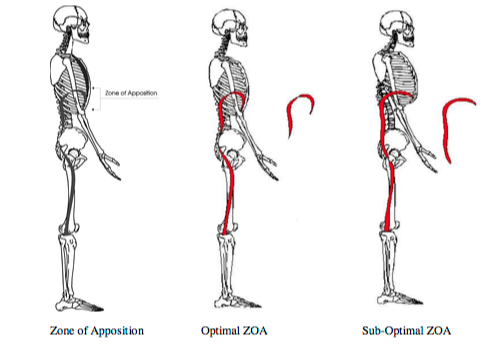 Zone of Apposition
Zone of Apposition
Optimal ZOA
Sub-Optimal ZOA